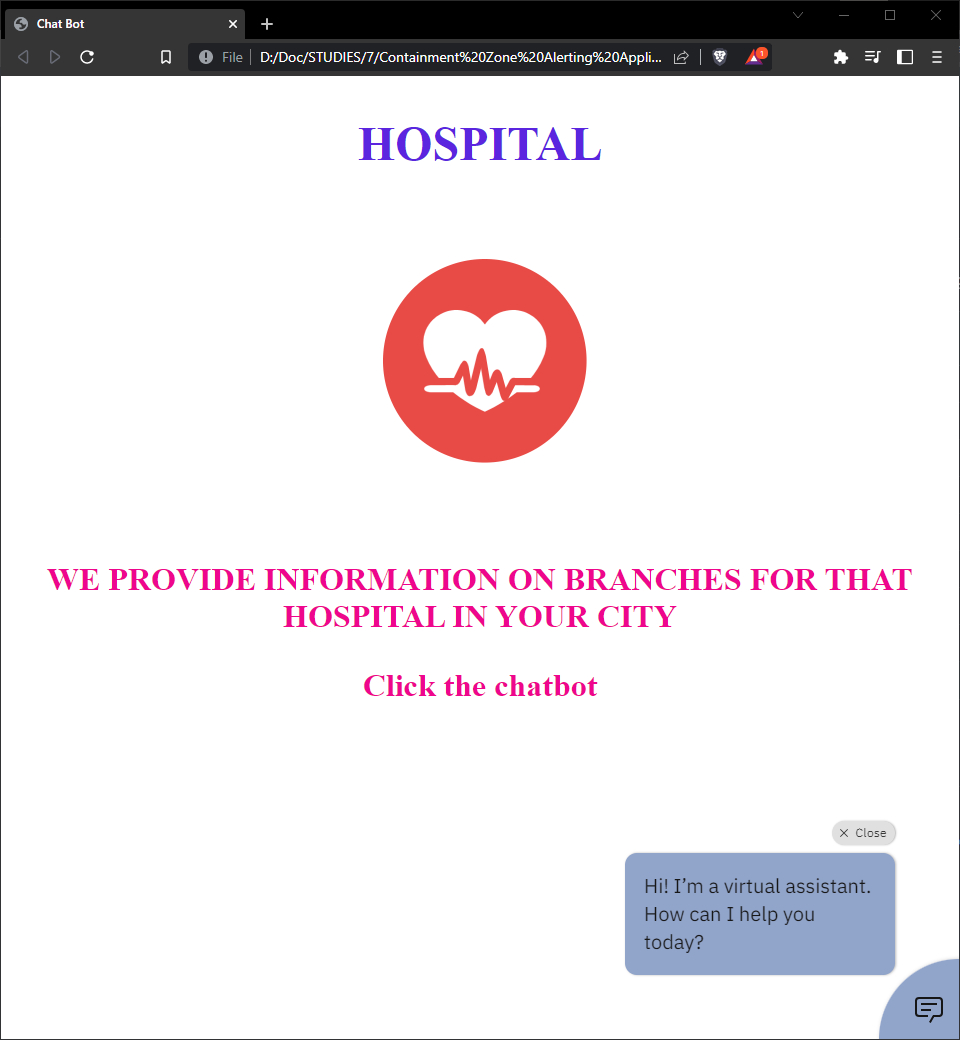 Chat Bot
File D:/Doc/STUDIES/7/Containment%20Zone%20Alerting%20Appli...
1
HOSPITAL
WE PROVIDE INFORMATION ON BRANCHES FOR THAT
HOSPITAL IN YOUR CITY
Click the chatbot
Close
Hi! I’m a virtual assistant.
How can I help you
today?